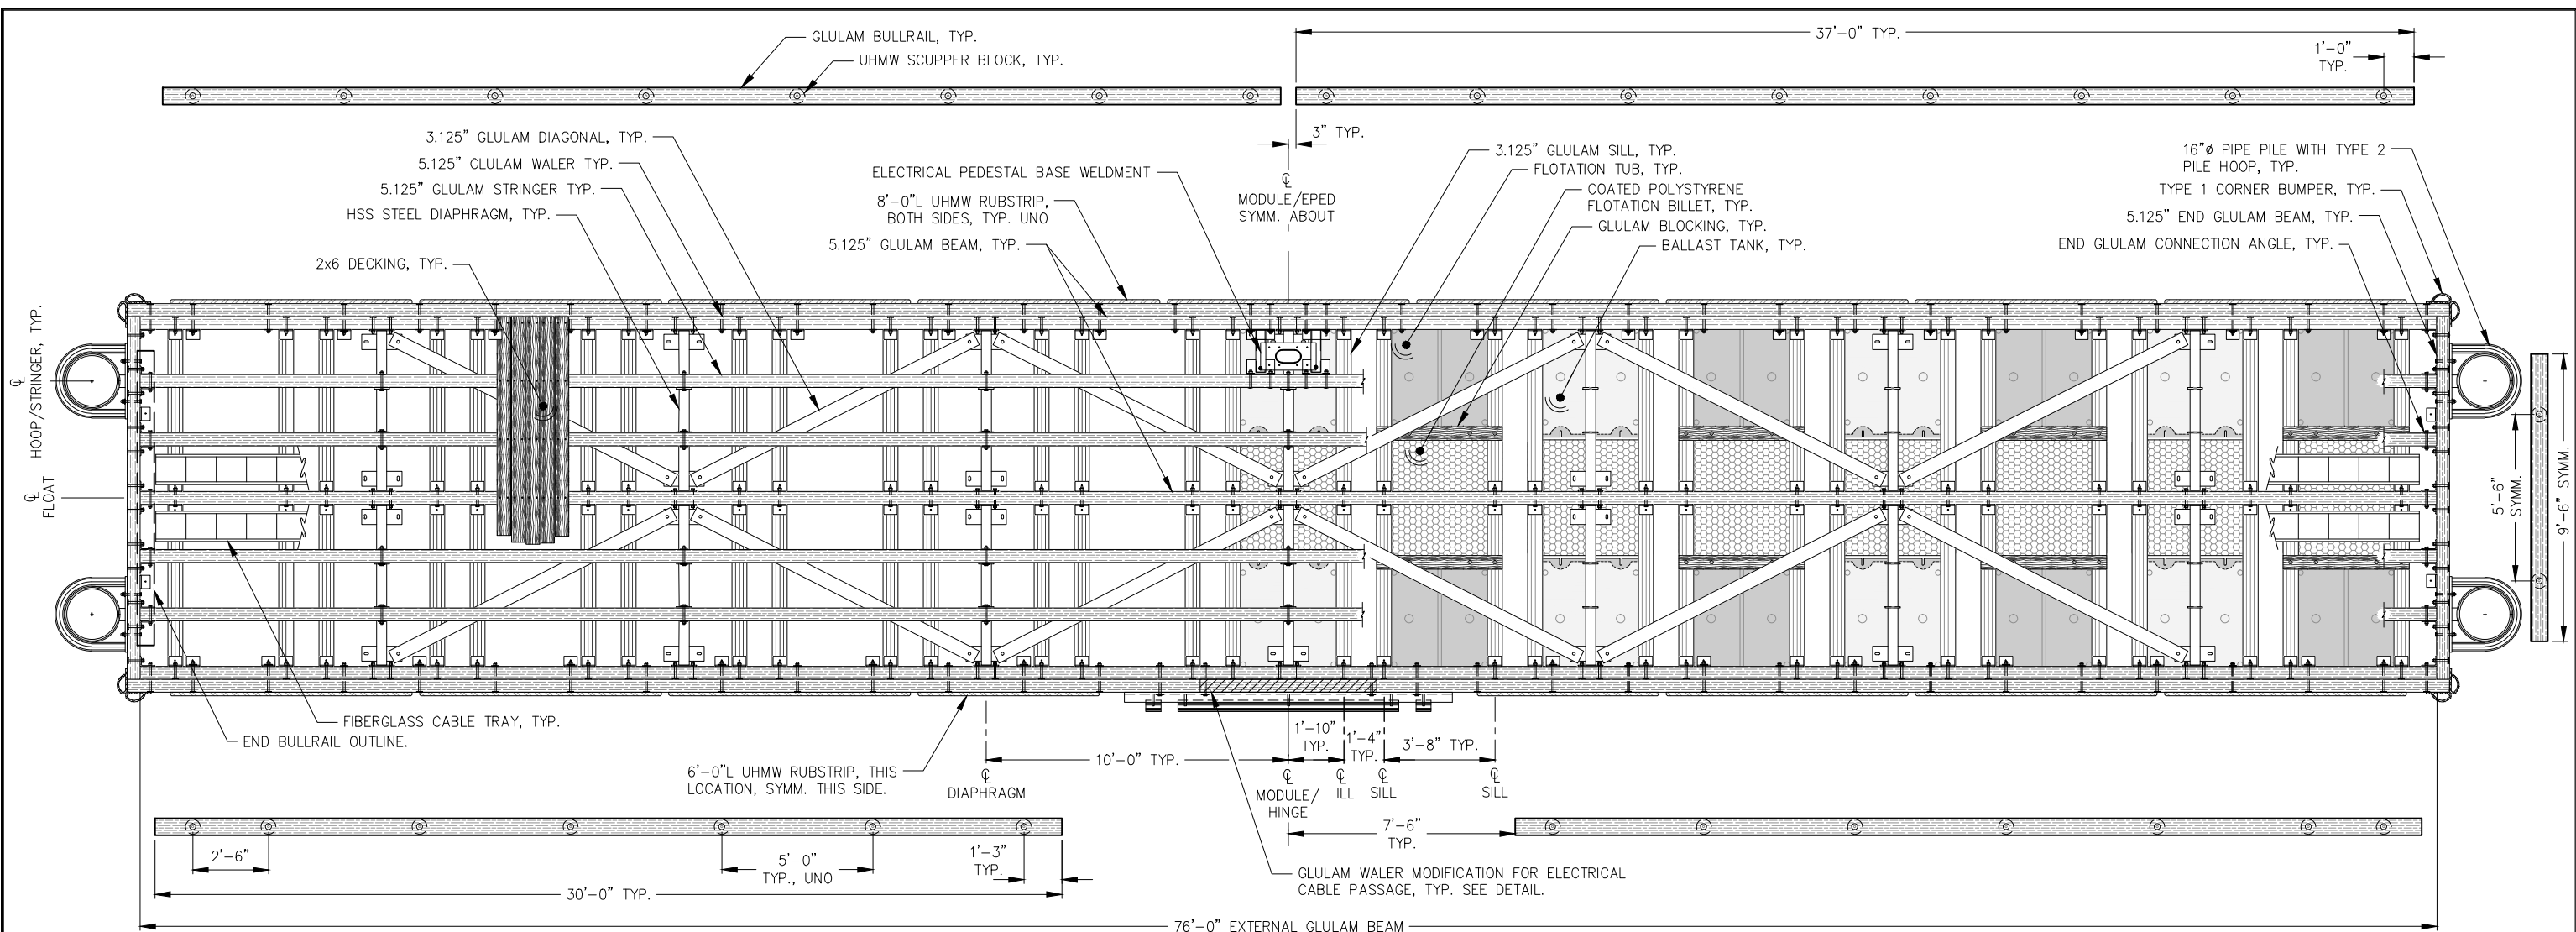 GLULAM BULLRAIL, TYP.
UHMW SCUPPER BLOCK, TYP.
37'-0" TYP.
1'-0"
TYP.
3.125" GLULAM DIAGONAL, TYP.
5.125" GLULAM WALER TYP.
5.125" GLULAM STRINGER TYP.
HSS STEEL DIAPHRAGM, TYP.
2x6 DECKING, TYP.
3" TYP.
ELECTRICAL PEDESTAL BASE WELDMENT
8'-0"L UHMW RUBSTRIP,
BOTH SIDES, TYP. UNO
5.125" GLULAM BEAM, TYP.
℄
MODULE/EPED
SYMM. ABOUT
3.125" GLULAM SILL, TYP.
FLOTATION TUB, TYP.
COATED POLYSTYRENE
FLOTATION BILLET, TYP.
GLULAM BLOCKING, TYP.
BALLAST TANK, TYP.
16"ø PIPE PILE WITH TYPE 2
PILE HOOP, TYP.
TYPE 1 CORNER BUMPER, TYP.
5.125" END GLULAM BEAM, TYP.
END GLULAM CONNECTION ANGLE, TYP.
℄
HOOP/STRINGER, TYP.
℄
FLOAT
5'-6"
SYMM.
9'-6" SYMM.
FIBERGLASS CABLE TRAY, TYP.
END BULLRAIL OUTLINE.
6'-0"L UHMW RUBSTRIP, THIS
LOCATION, SYMM. THIS SIDE.
10'-0" TYP.
1'-10"
TYP.
1'-4"
TYP.
3'-8" TYP.
℄
DIAPHRAGM
℄
MODULE/
HINGE
℄
ILL
℄
SILL
℄
SILL
7'-6"
TYP.
2'-6"
5'-0"
TYP., UNO
1'-3"
TYP.
30'-0" TYP.
GLULAM WALER MODIFICATION FOR ELECTRICAL
CABLE PASSAGE, TYP. SEE DETAIL.
76'-0" EXTERNAL GLULAM BEAM